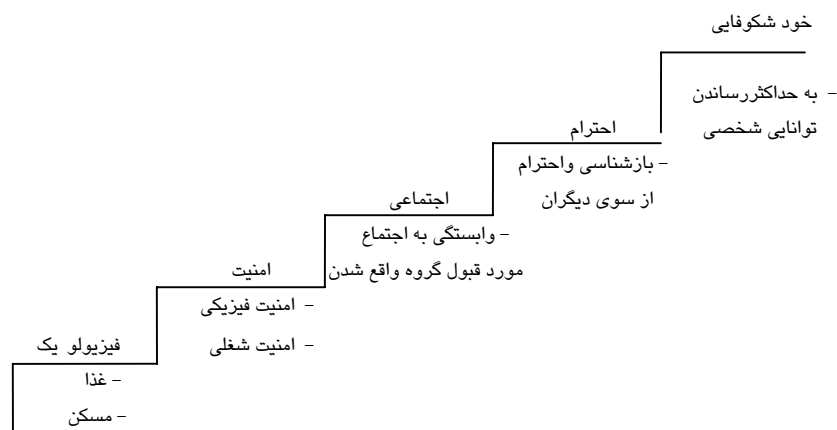 خود شکوفایی
– به حداکثررساندن
توانایی شخصی
احترام
– بازشناسی واحترام
از سوی دیگران
اجتماعی
– وابستگی به اجتماع
مورد قبول گروه واقع شدن
امنیت
– امنیت فیزیکی
– امنیت شغلی
فیزیولو یک
– غذا
– مسکن